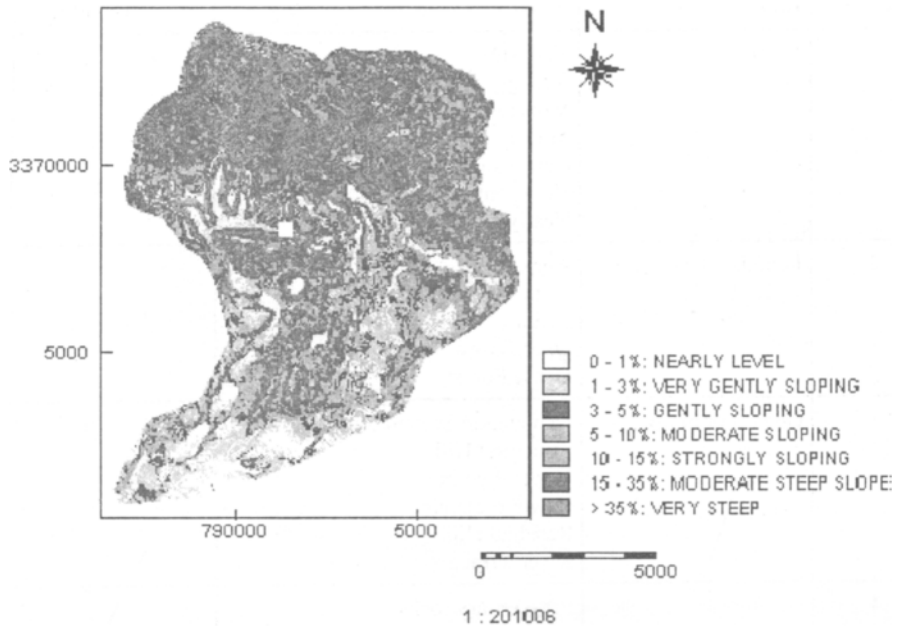 N
3370000
5000
0 - 1%: NEARLY LEVEL
1 - 3%: VERY GENTLY SLOPING
3 - 5%: GENTLY SLOPING
5 - 10%: MODERATE SLOPING
10 - 15%: STRONGLY SLOPING
15 - 35%: MODERATE STEEP SLOPE:
> 35%: VERY STEEP
790000 5000
0 5000
1 : 201006